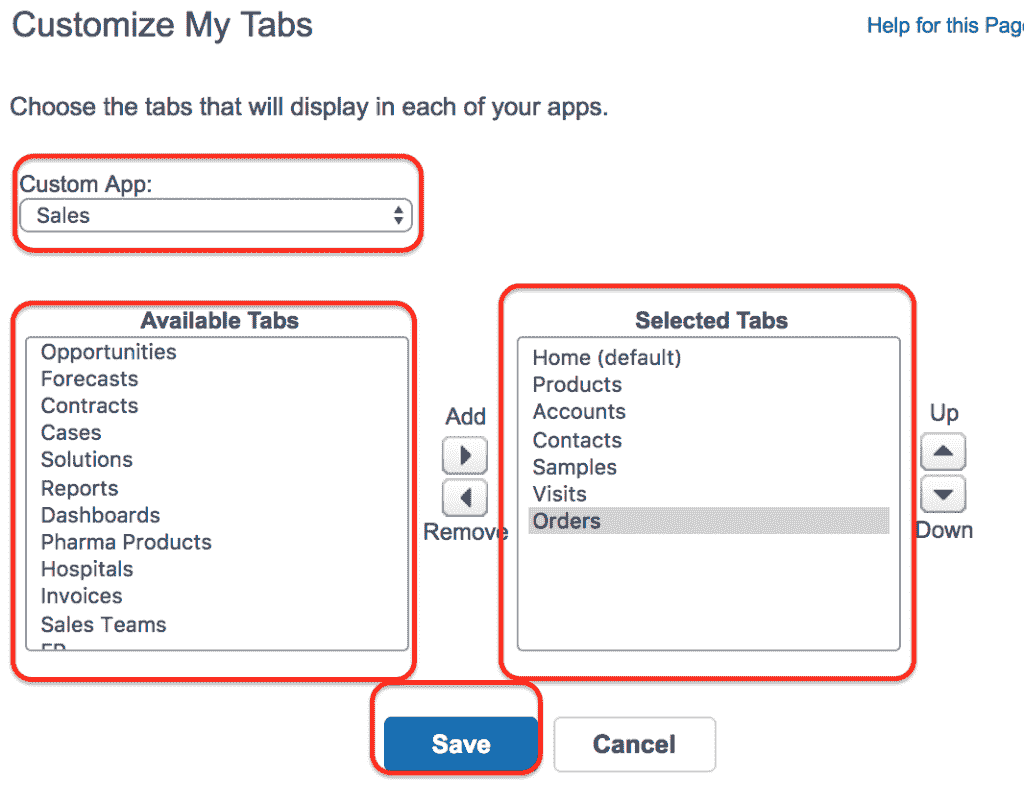 Customize My Tabs
Help for this Pag
Choose the tabs that will display in each of your apps.
Custom App:
Sales
Available Tabs
Opportunities
Forecasts
Contracts
Cases
Solutions
Reports
Dashboards
Pharma Products
Hospitals
Invoices
Sales Teams
Add
Remove
Selected Tabs
Home (default)
Products
Accounts
Contacts
Samples
Visits
Orders
Up
Down
Save
Cancel